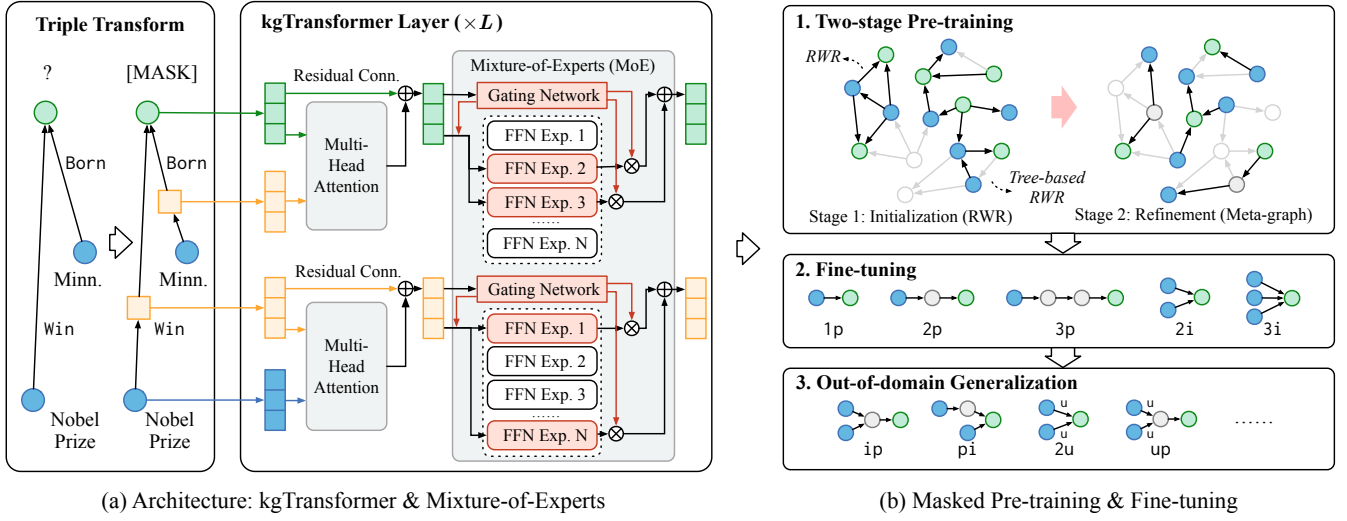 Triple Transform
?
[MASK]
Born
Born
Minn.
Minn.
Win
Win
Nobel
Prize
Nobel
Prize
kgTransformer Layer (×L)
Residual Conn.
Multi-
Head
Attention
Mixture-of-Experts (MoE)
Gating Network
FFN Exp. 1
FFN Exp. 2
FFN Exp. 3
......
FFN Exp. N
Residual Conn.
Multi-
Head
Attention
Gating Network
FFN Exp. 1
FFN Exp. 2
FFN Exp. 3
......
FFN Exp. N
(a) Architecture: kgTransformer & Mixture-of-Experts
1. Two-stage Pre-training
RWR
Tree-based
RWR
Stage 1: Initialization (RWR)
Stage 2: Refinement (Meta-graph)
2. Fine-tuning
1p
2p
3p
2i
3i
3. Out-of-domain Generalization
ip
pi
u
u
2u
u
u
up
......
(b) Masked Pre-training & Fine-tuning